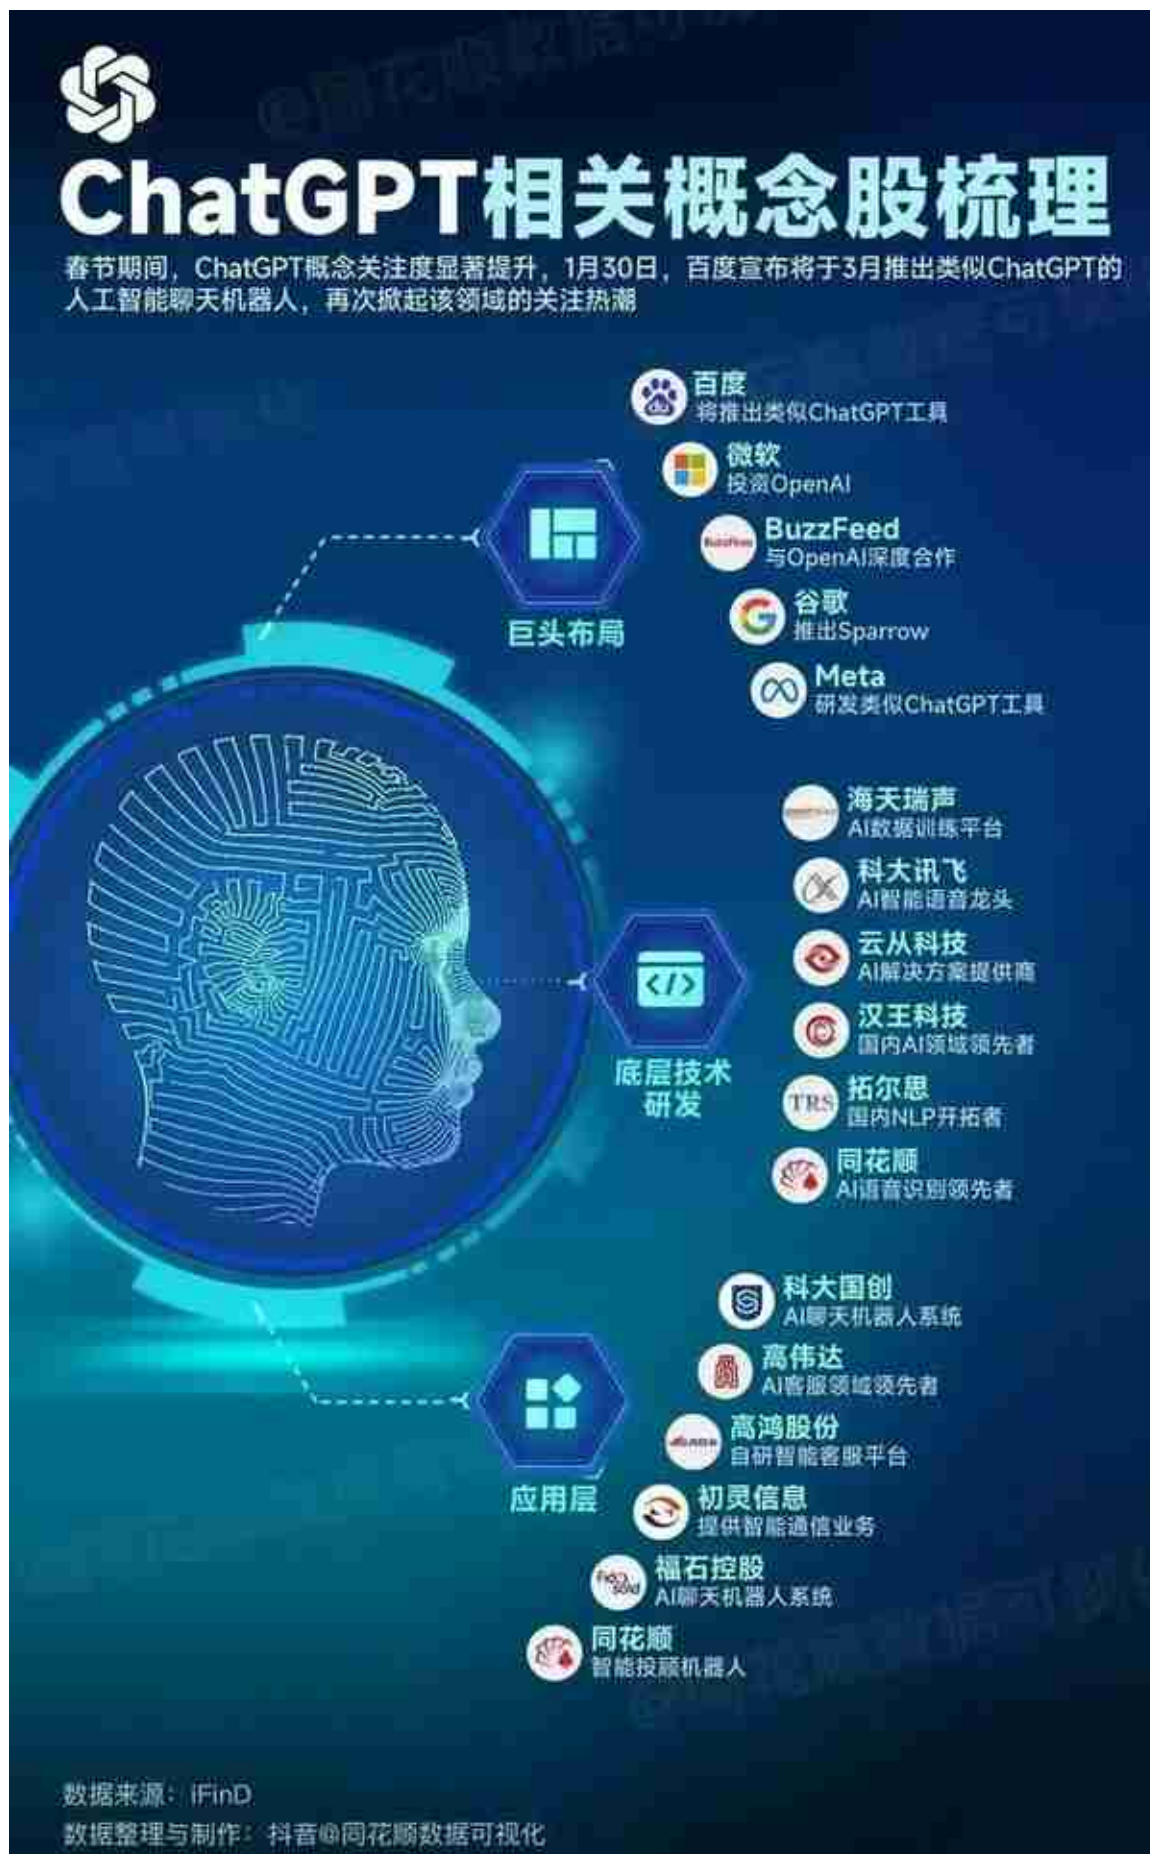 ChatGPT相关概念股梳理
春节期间，ChatGPT概念关注度显著提升，1月30日，百度宣布将于3月推出类似ChatGPT的
人工智能聊天机器人，再次掀起该领域的关注热潮
百度
将推出类似ChatGPT工具
微软
投资OpenAI
BuzzFeed
BuzzFeed
与OpenAI深度合作
谷歌
推出Sparrow
Meta
研发类似ChatGPT工具
巨头布局
海天瑞声
AI数据训练平台
科大讯飞
AI智能语音龙头
云从科技
AI解决方案提供商
汉王科技
国内AI领域领先者
TRS
拓尔思
国内NLP开拓者
同花顺
AI语音识别领先者
底层技术
研发
科大国创
AI聊天机器人系统
高伟达
AI客服领域领先者
高鸿股份
自研智能客服平台
初灵信息
提供智能通信业务
福石控股
AI聊天机器人系统
同花顺
智能投顾机器人
应用层
数据来源：iFinD
数据整理与制作：抖音@同花顺数据可视化